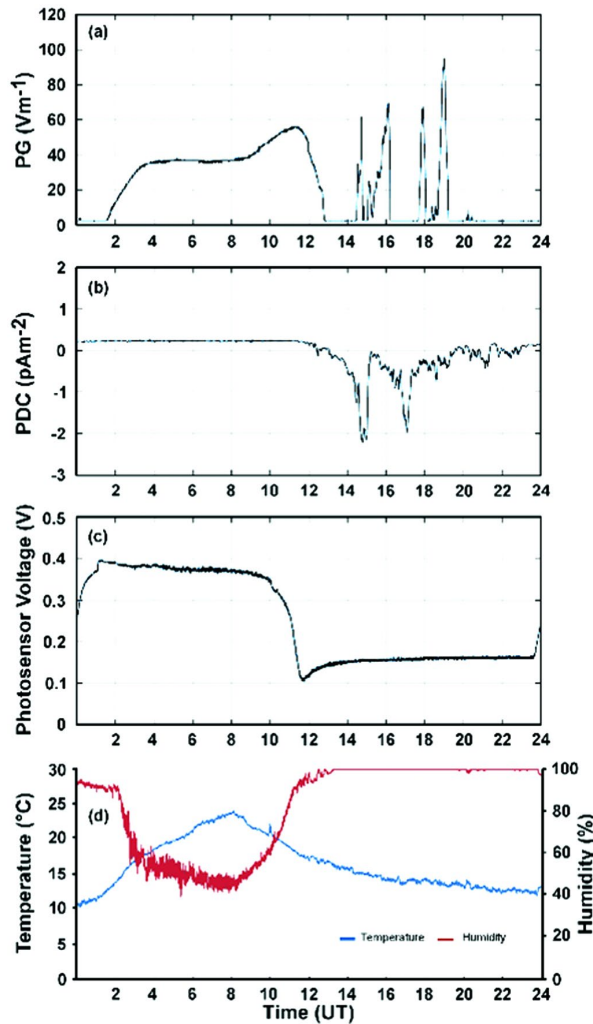 (a)
PG (Vm-1)
120
100
80
60
40
20
0
2 4 6 8 10 12 14 16 18 20 22 24
(b)
PDC (pAm-2)
2
1
0
-1
-2
-3
2 4 6 8 10 12 14 16 18 20 22 24
(c)
Photosensor Voltage (V)
0.5
0.4
0.3
0.2
0.1
0
2 4 6 8 10 12 14 16 18 20 22 24
(d)
Temperature (°C)
30
25
20
15
10
5
0
100
80
60
40
20
0
Humidity (%)
Temperature Humidity
2 4 6 8 10 12 14 16 18 20 22 24
Time (UT)